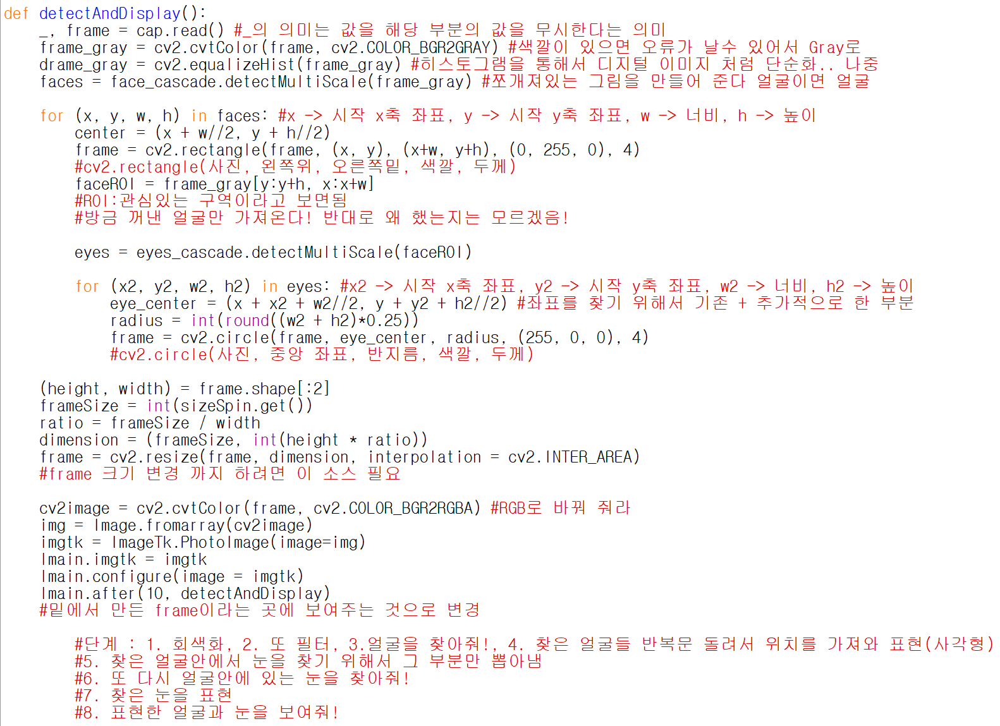 def detectAndDisplay():
    _, frame = cap.read() #_의 의미는 값을 해당 부분의 값을 무시한다는 의미
    frame_gray = cv2.cvtColor(frame, cv2.COLOR_BGR2GRAY) #색깔이 있으면 오류가 날수 있어서 Gray로
    drame_gray = cv2.equalizeHist(frame_gray) #히스토그램을 통해서 디지털 이미지 처럼 단순화.. 나중
    faces = face_cascade.detectMultiScale(frame_gray) #쪼개져있는 그림을 만들어 준다 얼굴이면 얼굴
    for (x, y, w, h) in faces: #x -> 시작 x축 좌표, y -> 시작 y축 좌표, w -> 너비, h -> 높이
        center = (x + w//2, y + h//2)
        frame = cv2.rectangle(frame, (x, y), (x+w, y+h), (0, 255, 0), 4)
        #cv2.rectangle(사진, 왼쪽위, 오른쪽밑, 색깔, 두께)
        faceROI = frame_gray[y:y+h, x:x+w]
        #ROI:관심있는 구역이라고 보면됨
        #방금 꺼낸 얼굴만 가져온다! 반대로 왜 했는지는 모르겠음!
        eyes = eyes_cascade.detectMultiScale(faceROI)
        for (x2, y2, w2, h2) in eyes: #x2 -> 시작 x축 좌표, y2 -> 시작 y축 좌표, w2 -> 너비, h2 -> 높이
            eye_center = (x + x2 + w2//2, y + y2 + h2//2) #좌표를 찾기 위해서 기존 + 추가적으로 한 부분
            radius = int(round((w2 + h2)*0.25))
            frame = cv2.circle(frame, eye_center, radius, (255, 0, 0), 4)
            #cv2.circle(사진, 중앙 좌표, 반지름, 색깔, 두께)
    (height, width) = frame.shape[:2]
    frameSize = int(sizeSpin.get())
    ratio = frameSize / width
    dimension = (frameSize, int(height * ratio))
    frame = cv2.resize(frame, dimension, interpolation = cv2.INTER_AREA)
    #frame 크기 변경 까지 하려면 이 소스 필요
    cv2image = cv2.cvtColor(frame, cv2.COLOR_BGR2RGBA) #RGB로 바꿔 줘라
    img = Image.fromarray(cv2image)
    imgtk = ImageTk.PhotoImage(image=img)
    lmain.imgtk = imgtk
    lmain.configure(image = imgtk)
    lmain.after(10, detectAndDisplay)
    #밑에서 만든 frame이라는 곳에 보여주는 것으로 변경
        #단계 : 1. 회색화, 2. 또 필터, 3.얼굴을 찾아줘!, 4. 찾은 얼굴들 반복문 돌려서 위치를 가져와 표현(사각형)
        #5. 찾은 얼굴안에서 눈을 찾기 위해서 그 부분만 뽑아냄
        #6. 또 다시 얼굴안에 있는 눈을 찾아줘!
        #7. 찾은 눈을 표현
        #8. 표현한 얼굴과 눈을 보여줘!